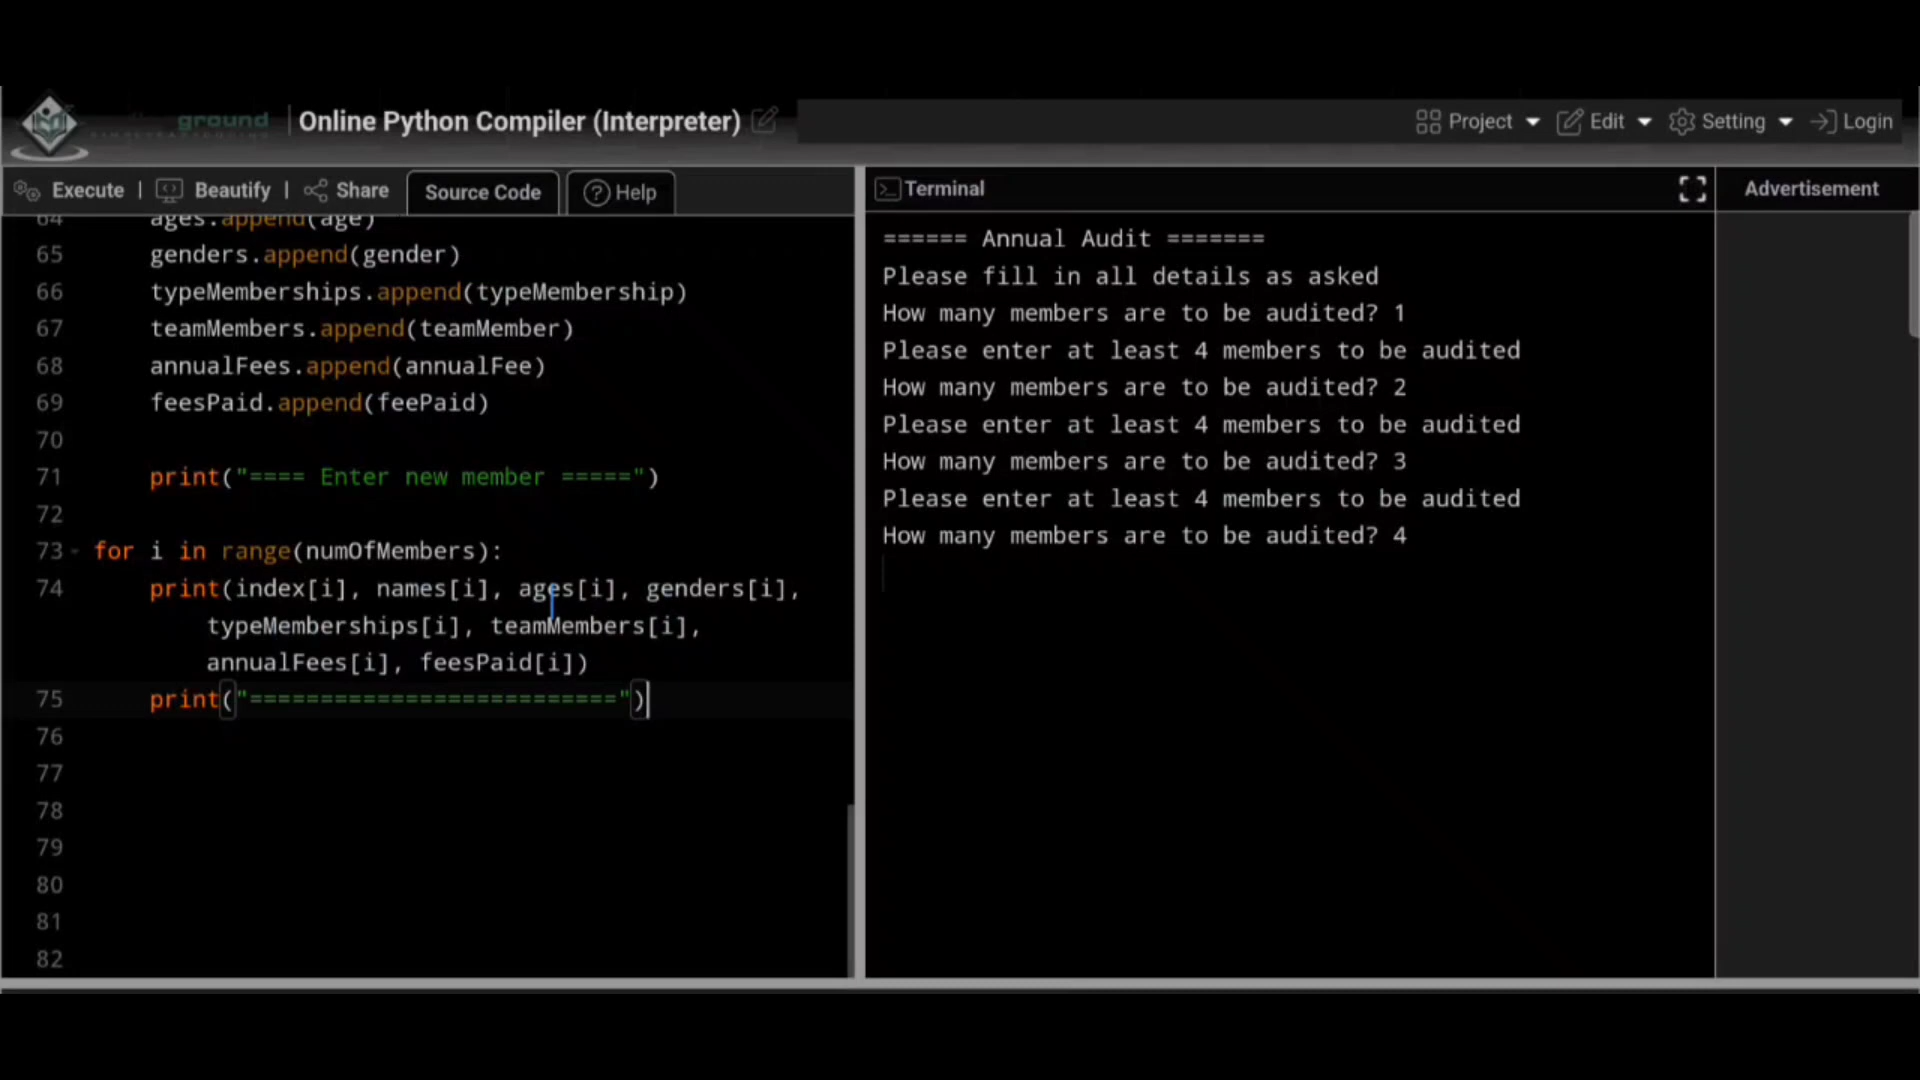 ground
Online Python Compiler (Interpreter)
Project
Edit
Setting
Login
Execute | Beautify | Share
Source Code
Help
64 ages.append(age)
65 genders.append(gender)
66 typeMemberships.append(typeMembership)
67 teamMembers.append(teamMember)
68 annualFees.append(annualFee)
69 feesPaid.append(feePaid)
70
71 print("==== Enter new member =====")
72
73 for i in range(numOfMembers):
74 print(index[i], names[i], ages[i], genders[i],
typeMemberships[i], teamMembers[i],
annualFees[i], feesPaid[i])
75 print("==========================")
76
77
78
79
80
81
82
Terminal
====== Annual Audit =======
Please fill in all details as asked
How many members are to be audited? 1
Please enter at least 4 members to be audited
How many members are to be audited? 2
Please enter at least 4 members to be audited
How many members are to be audited? 3
Please enter at least 4 members to be audited
How many members are to be audited? 4
Advertisement